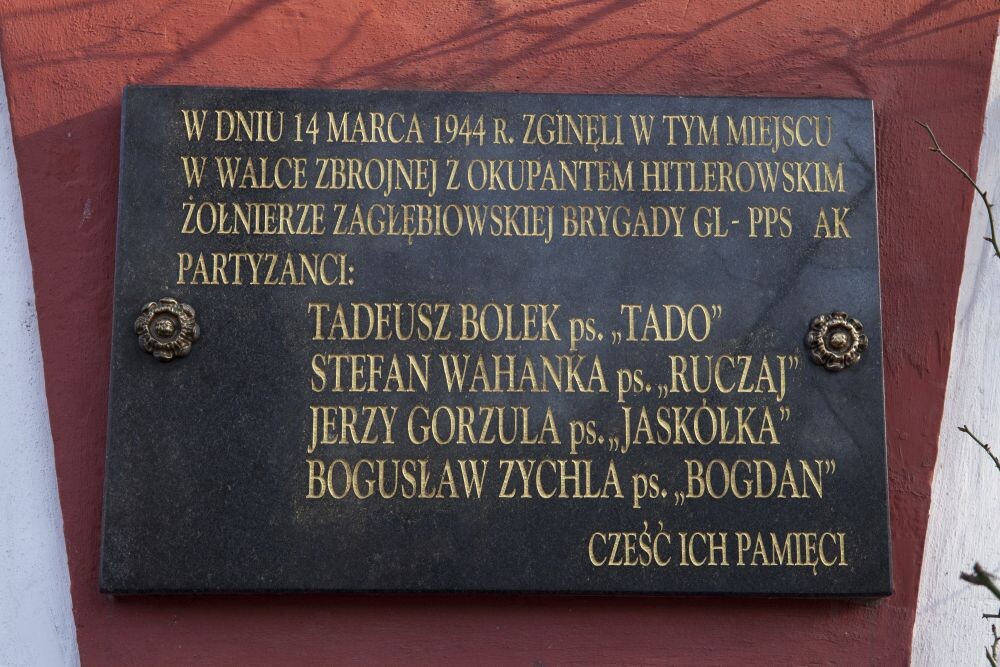 W DNIU 14 MARCA 1944 R. ZGINĘLI W TYM MIEJSCU
W WALCE ZBROJNEJ Z OKUPANTEM HITLEROWSKIM
ŻOŁNIERZE ZAGŁĘBIOWSKIEJ BRYGADY GL - PPS AK
PARTYZANCI:
TADEUSZ BOLEK ps. „TADO”
STEFAN WAHANKA ps. „RUCZAJ”
JERZY GORZULA ps. „JASKÓŁKA”
BOGUSŁAW ZYCHLA ps. „BOGDAN”
CZEŚĆ ICH PAMIĘCI